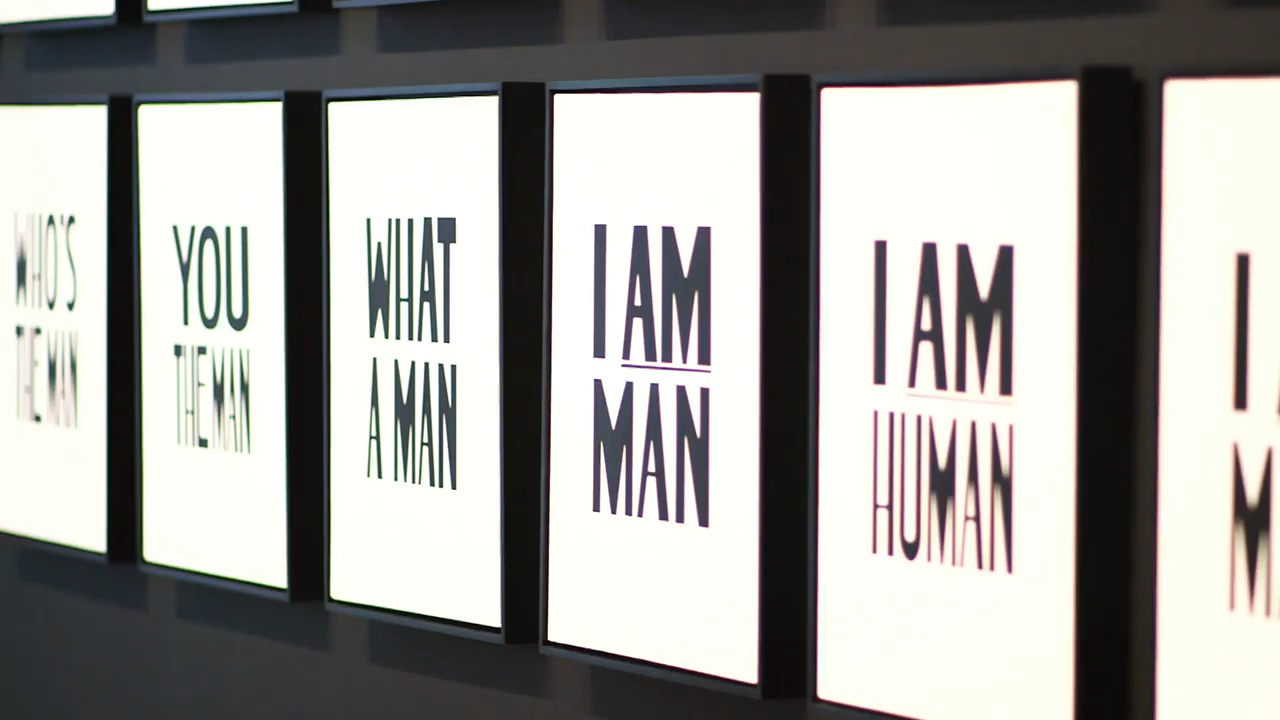 WHO'S
THE MAN
YOU
THE MAN
WHAT
A MAN
I AM
MAN
I AM
HUMAN
I